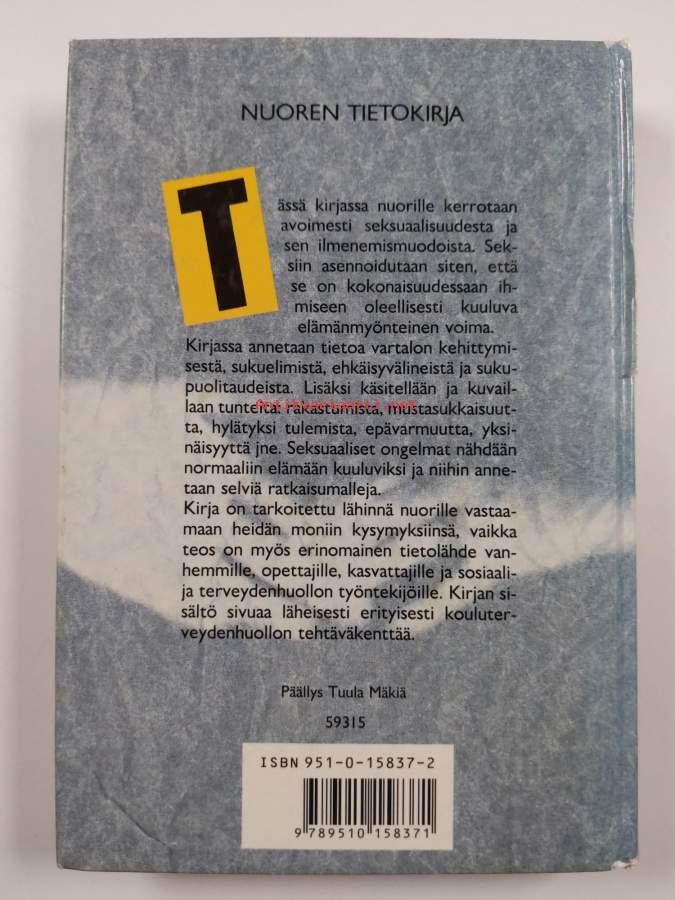 NUOREN TIETOKIRJA
Tässä kirjassa nuorille kerrotaan
avoimesti seksuaalisuudesta ja
sen ilmenemismuodoista. Sek-
siin asennoidutaan siten, että
se on kokonaisuudessaan ih-
miseen oleellisesti kuuluva
elämänmyönteinen voima.
Kirjassa annetaan tietoa vartalon kehittymi-
sestä, sukuelimistä, ehkäisyvälineistä ja suku-
puolitaudeista. Lisäksi käsitellään ja kuvail-
laan tunteita: rakastumista, mustasukkaisuut-
Antikvariaatti.net
ta, hylätyksi tulemista, epävarmuutta, yksi-
näisyyttä jne. Seksuaaliset ongelmat nähdään
normaaliin elämään kuuluviksi ja niihin anne-
taan selviä ratkaisumalleja.
Kirja on tarkoitettu lähinnä nuorille vastaa-
maan heidän moniin kysymyksiinsä, vaikka
teos on myös erinomainen tietolähde van-
hemmille, opettajille, kasvattajille ja sosiaali-
ja terveydenhuollon työntekijöille. Kirjan si-
sältö sivuaa läheisesti erityisesti kouluter-
veydenhuollon tehtäväkenttää.
Päällys Tuula Mäkiä
59315
ISBN 951-0-15837-2
9 789510 158371